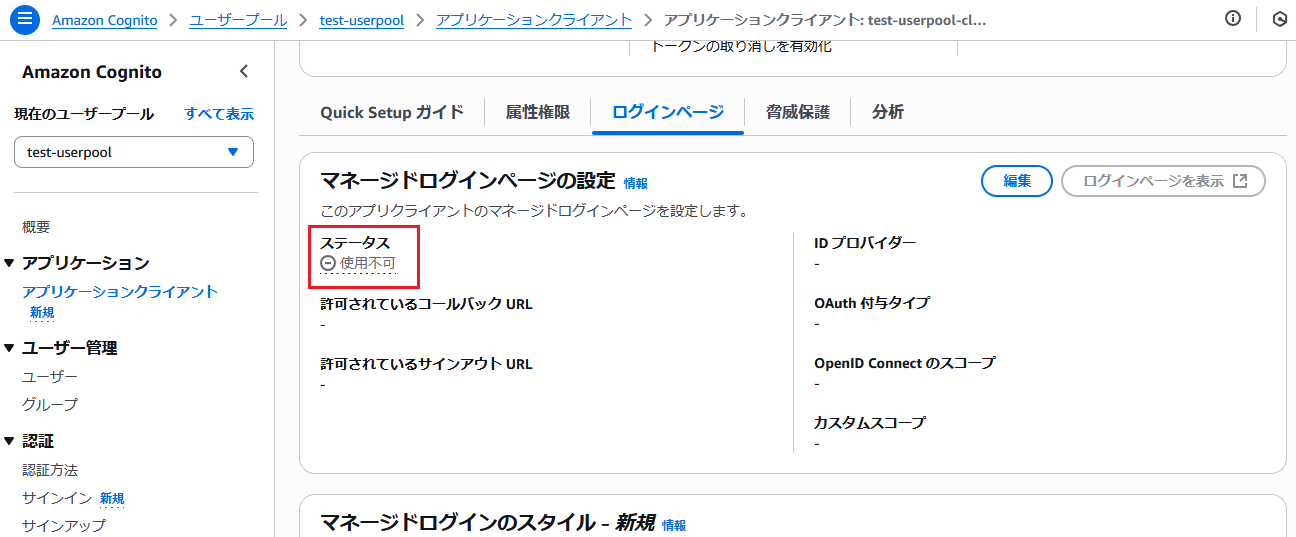 Amazon Cognito > ユーザープール > test-userpool > アプリケーションクライアント > アプリケーションクライアント: test-userpool-cl...
Amazon Cognito
現在のユーザープール すべて表示
test-userpool
概要
アプリケーション
アプリケーションクライアント
新規
ユーザー管理
ユーザー
グループ
認証
認証方法
サインイン 新規
サインアップ
トークンの取り消しを有効化
Quick Setup ガイド 属性権限 ログインページ 脅威保護 分析
マネージドログインページの設定 情報
編集 ログインページを表示
このアプリクライアントのマネージドログインページを設定します。
ステータス
使用不可
許可されているコールバック URL
-
許可されているサインアウト URL
-
ID プロバイダー
-
OAuth 付与タイプ
-
OpenID Connect のスコープ
-
カスタムスコープ
-
マネージドログインのスタイル - 新規 情報